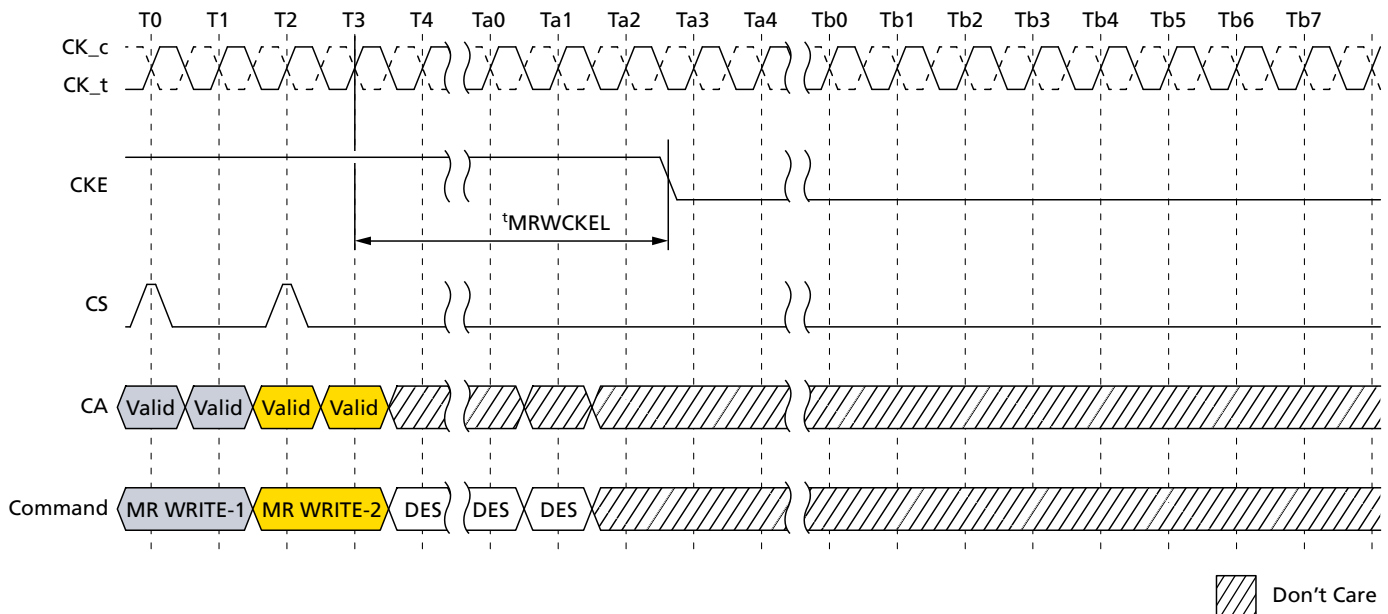 T0 T1 T2 T3 T4 Ta0 Ta1 Ta2 Ta3 Ta4 Tb0 Tb1 Tb2 Tb3 Tb4 Tb5 Tb6 Tb7
CK_c
CK_t
CKE
tMRWCKEL
CS
CA Valid Valid Valid Valid
Command MR WRITE-1 MR WRITE-2 DES DES DES
Don't Care